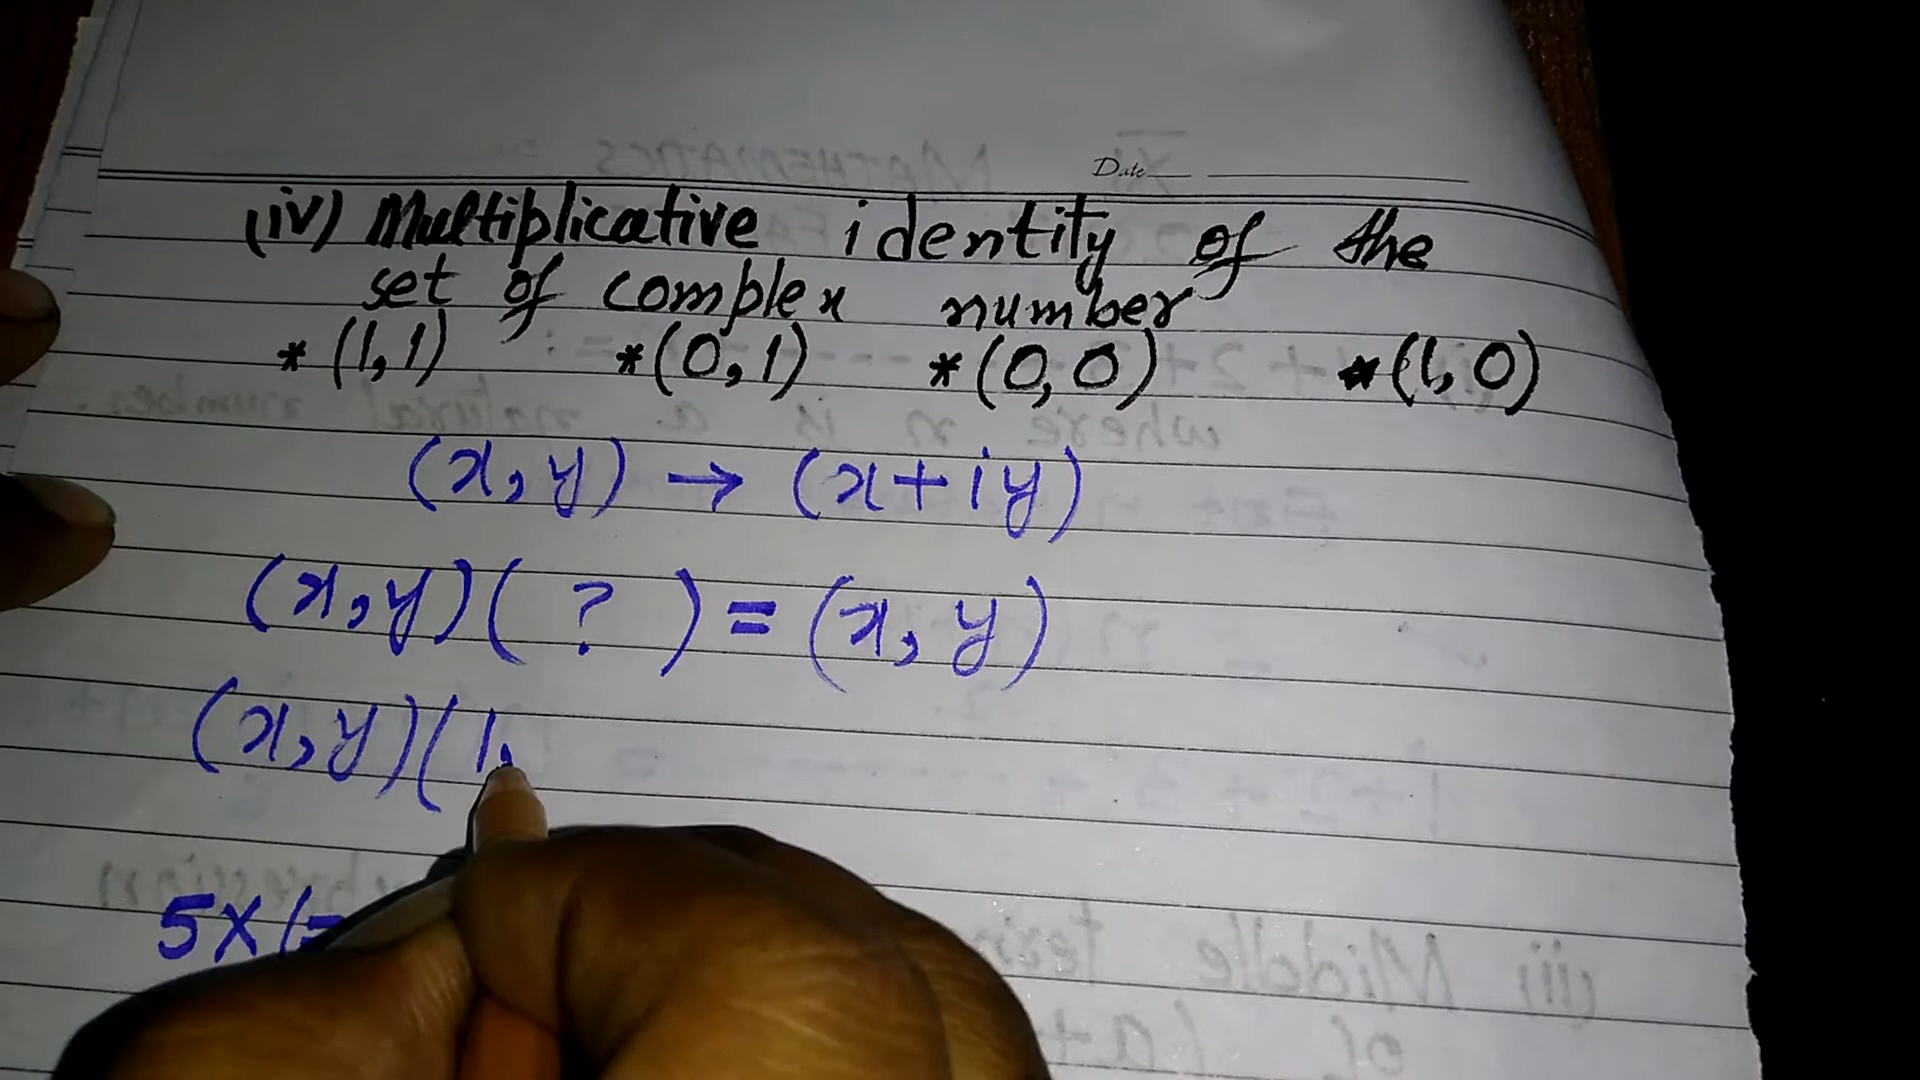 Date
(iv) Multiplicative identity of the
set of complex number
* (1,1) * (0,1) * (0,0) * (1,0)
(x,y) → (x+iy)
(x,y)( ? ) = (x, y)
(x,y)(1,
5×(